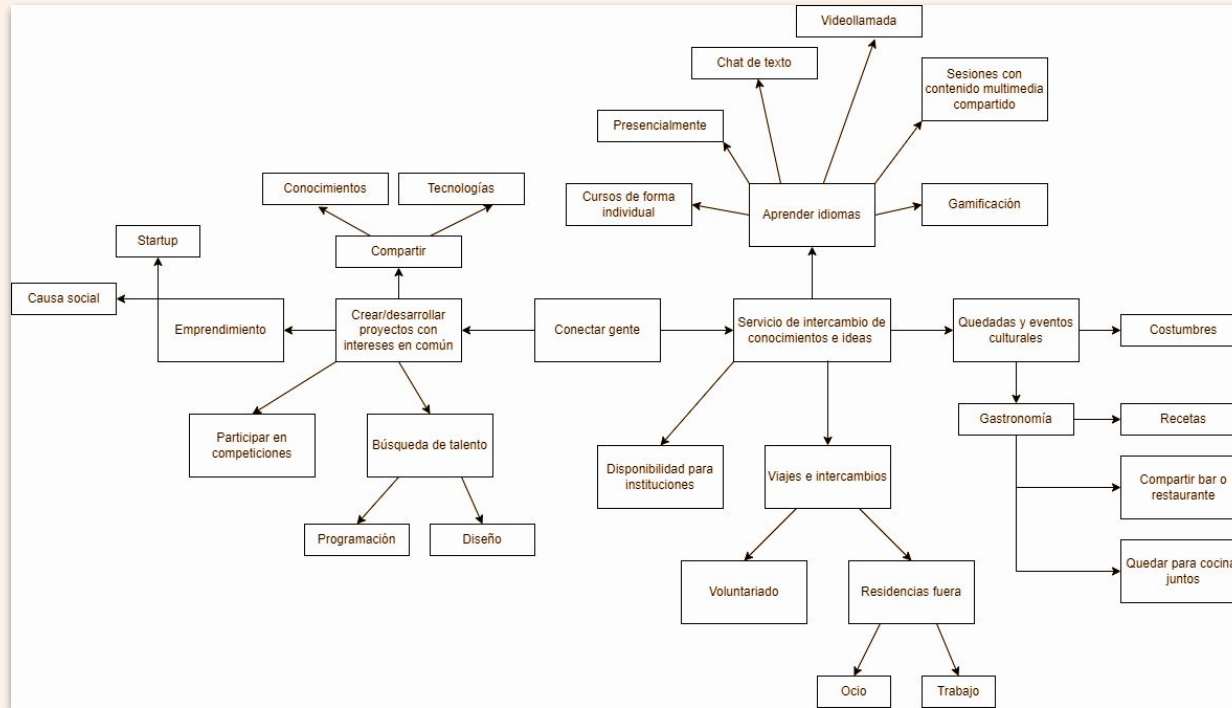 Videollamada
Chat de texto
Sesiones con
contenido multimedia
compartido
Presencialmente
Conocimientos
Tecnologías
Cursos de forma
individual
Aprender idiomas
Gamificación
Startup
Compartir
Causa social
Emprendimiento
Crear/desarrollar
proyectos con
intereses en común
Conectar gente
Servicio de intercambio de
conocimientos e ideas
Quedadas y eventos
culturales
Costumbres
Participar en
competiciones
Búsqueda de talento
Gastronomía
Recetas
Disponibilidad para
instituciones
Viajes e intercambios
Compartir bar o
restaurante
Programación
Diseño
Voluntariado
Residencias fuera
Quedar para cocina
juntos
Ocio
Trabajo